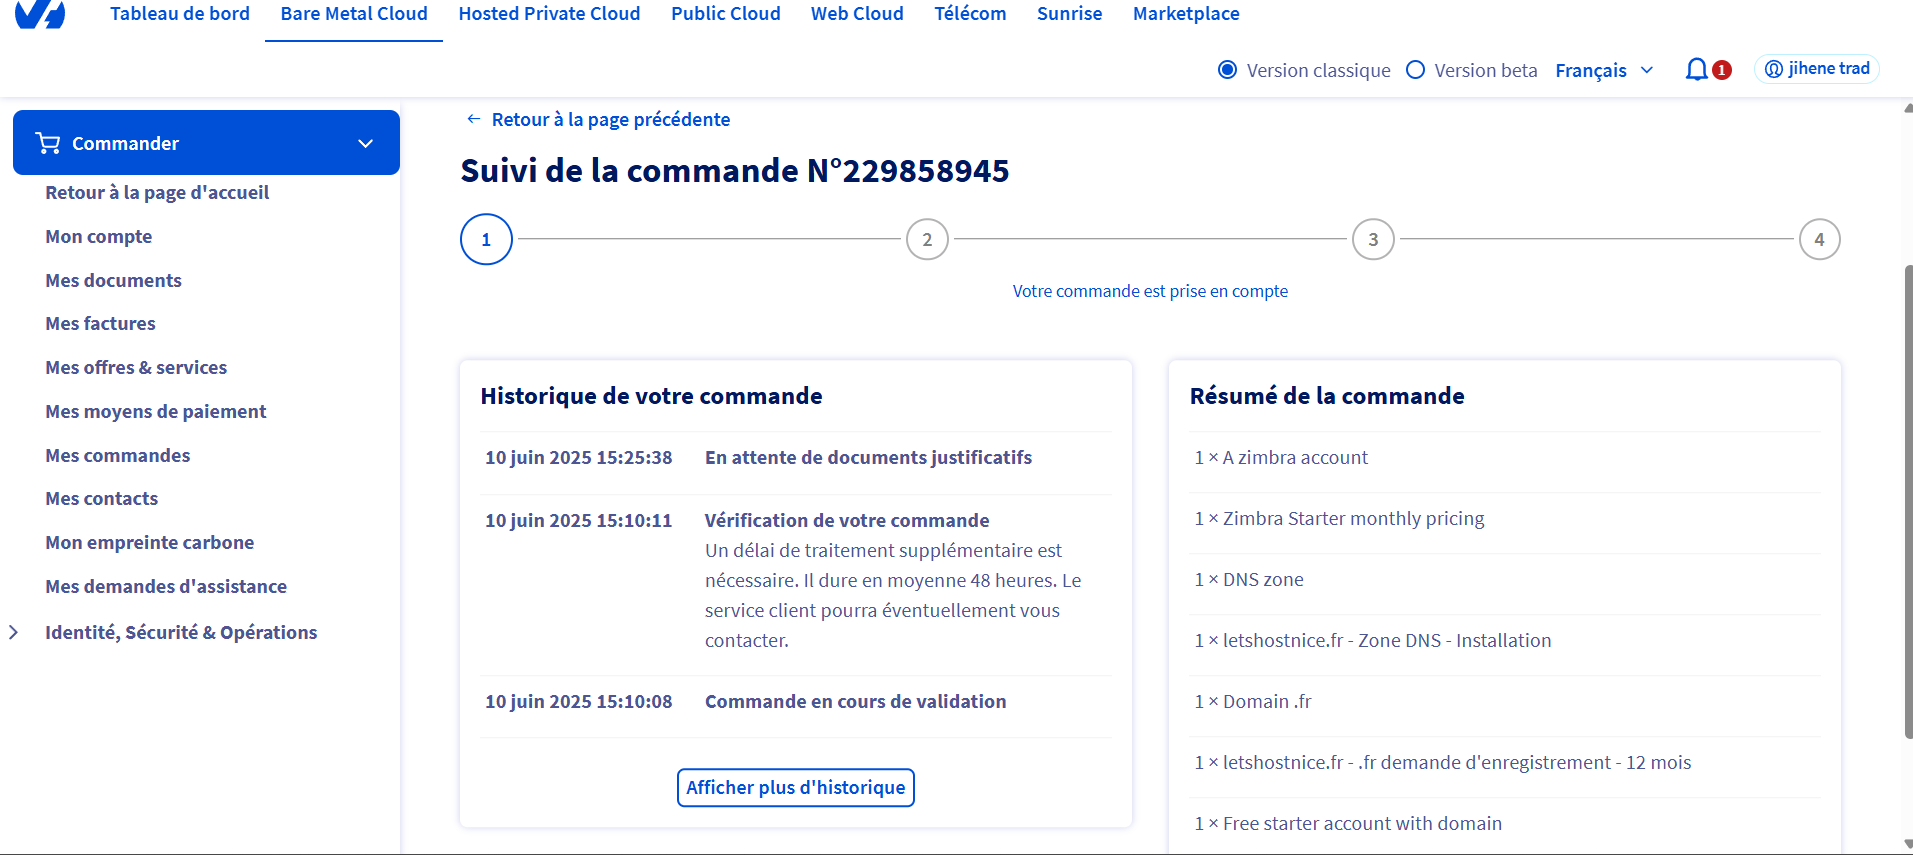 Tableau de bord
Bare Metal Cloud
Hosted Private Cloud
Public Cloud
Web Cloud
Télécom
Sunrise
Marketplace
Version classique
Version beta
Français
1
jihene trad
Commander
Retour à la page d'accueil
Mon compte
Mes documents
Mes factures
Mes offres & services
Mes moyens de paiement
Mes commandes
Mes contacts
Mon empreinte carbone
Mes demandes d'assistance
Identité, Sécurité & Opérations
← Retour à la page précédente
Suivi de la commande N°229858945
1
2
3
4
Votre commande est prise en compte
Historique de votre commande
10 juin 2025 15:25:38 En attente de documents justificatifs
10 juin 2025 15:10:11 Vérification de votre commande
Un délai de traitement supplémentaire est
nécessaire. Il dure en moyenne 48 heures. Le
service client pourra éventuellement vous
contacter.
10 juin 2025 15:10:08 Commande en cours de validation
Afficher plus d'historique
Résumé de la commande
1 × A zimbra account
1 × Zimbra Starter monthly pricing
1 × DNS zone
1 × letshostnice.fr - Zone DNS - Installation
1 × Domain .fr
1 × letshostnice.fr - .fr demande d'enregistrement - 12 mois
1 × Free starter account with domain